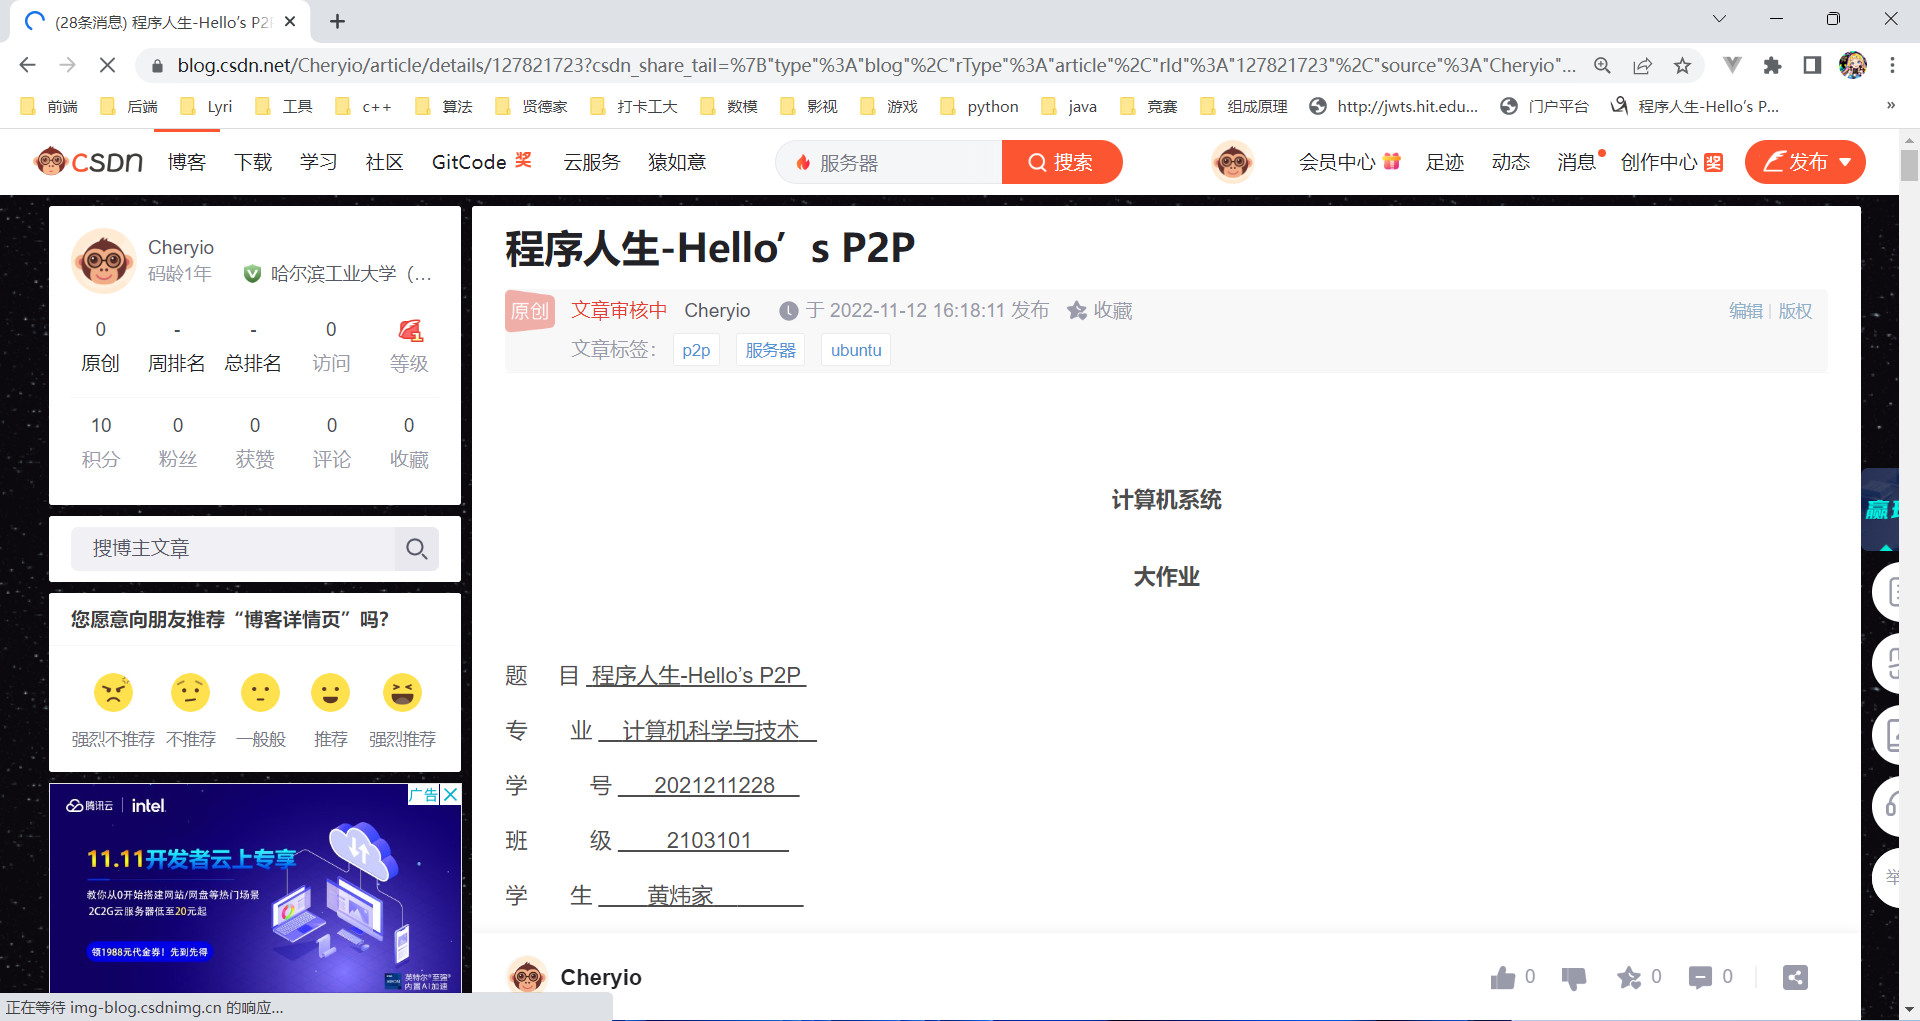 (28条消息) 程序人生-Hello's P2P
blog.csdn.net/Cheryio/article/details/127821723?csdn_share_tail=%7B"type"%3A"blog"%2C"rType"%3A"article"%2C"rId"%3A"127821723"%2C"source"%3A"Cheryio"...
前端 后端 Lyri 工具 c++ 算法 贤德家 打卡工大 数模 影视 游戏 python java 竞赛 组成原理 http://jwts.hit.edu... 门户平台 程序人生-Hello's P... »
CSDN 博客 下载 学习 社区 GitCode 奖 云服务 猿如意 服务器 搜索 会员中心 足迹 动态 消息 创作中心 奖 发布
Cheryio
码龄1年 哈尔滨工业大学（...
0 - - 0 1
原创 周排名 总排名 访问 等级
10 0 0 0 0
积分 粉丝 获赞 评论 收藏
搜博主文章
您愿意向朋友推荐“博客详情页”吗？
强烈不推荐 不推荐 一般般 推荐 强烈推荐
广告
腾讯云 intel.
11.11开发者云上专享
教你从0开始搭建网站/网盘等热门场景
2C2G云服务器低至20元起
领1988元代金券！先到先得
英特尔®至强®
内置AI加速
程序人生-Hello’s P2P
原创 文章审核中 Cheryio 于 2022-11-12 16:18:11 发布 收藏 编辑 版权
文章标签： p2p 服务器 ubuntu
计算机系统
大作业
题 目 程序人生-Hello’s P2P
专 业 计算机科学与技术
学 号 2021211228
班 级 2103101
学 生 黄炜家
Cheryio 0 0 0
赢
举
正在等待 img-blog.csdnimg.cn 的响应...